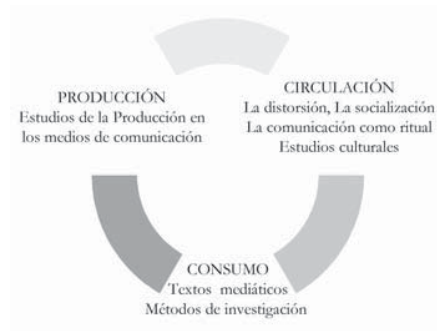 PRODUCCIÓN
Estudios de la Producción en
los medios de comunicación
CIRCULACIÓN
La distorsión, La socialización
La comunicación como ritual
Estudios culturales
CONSUMO
Textos mediáticos
Métodos de investigación